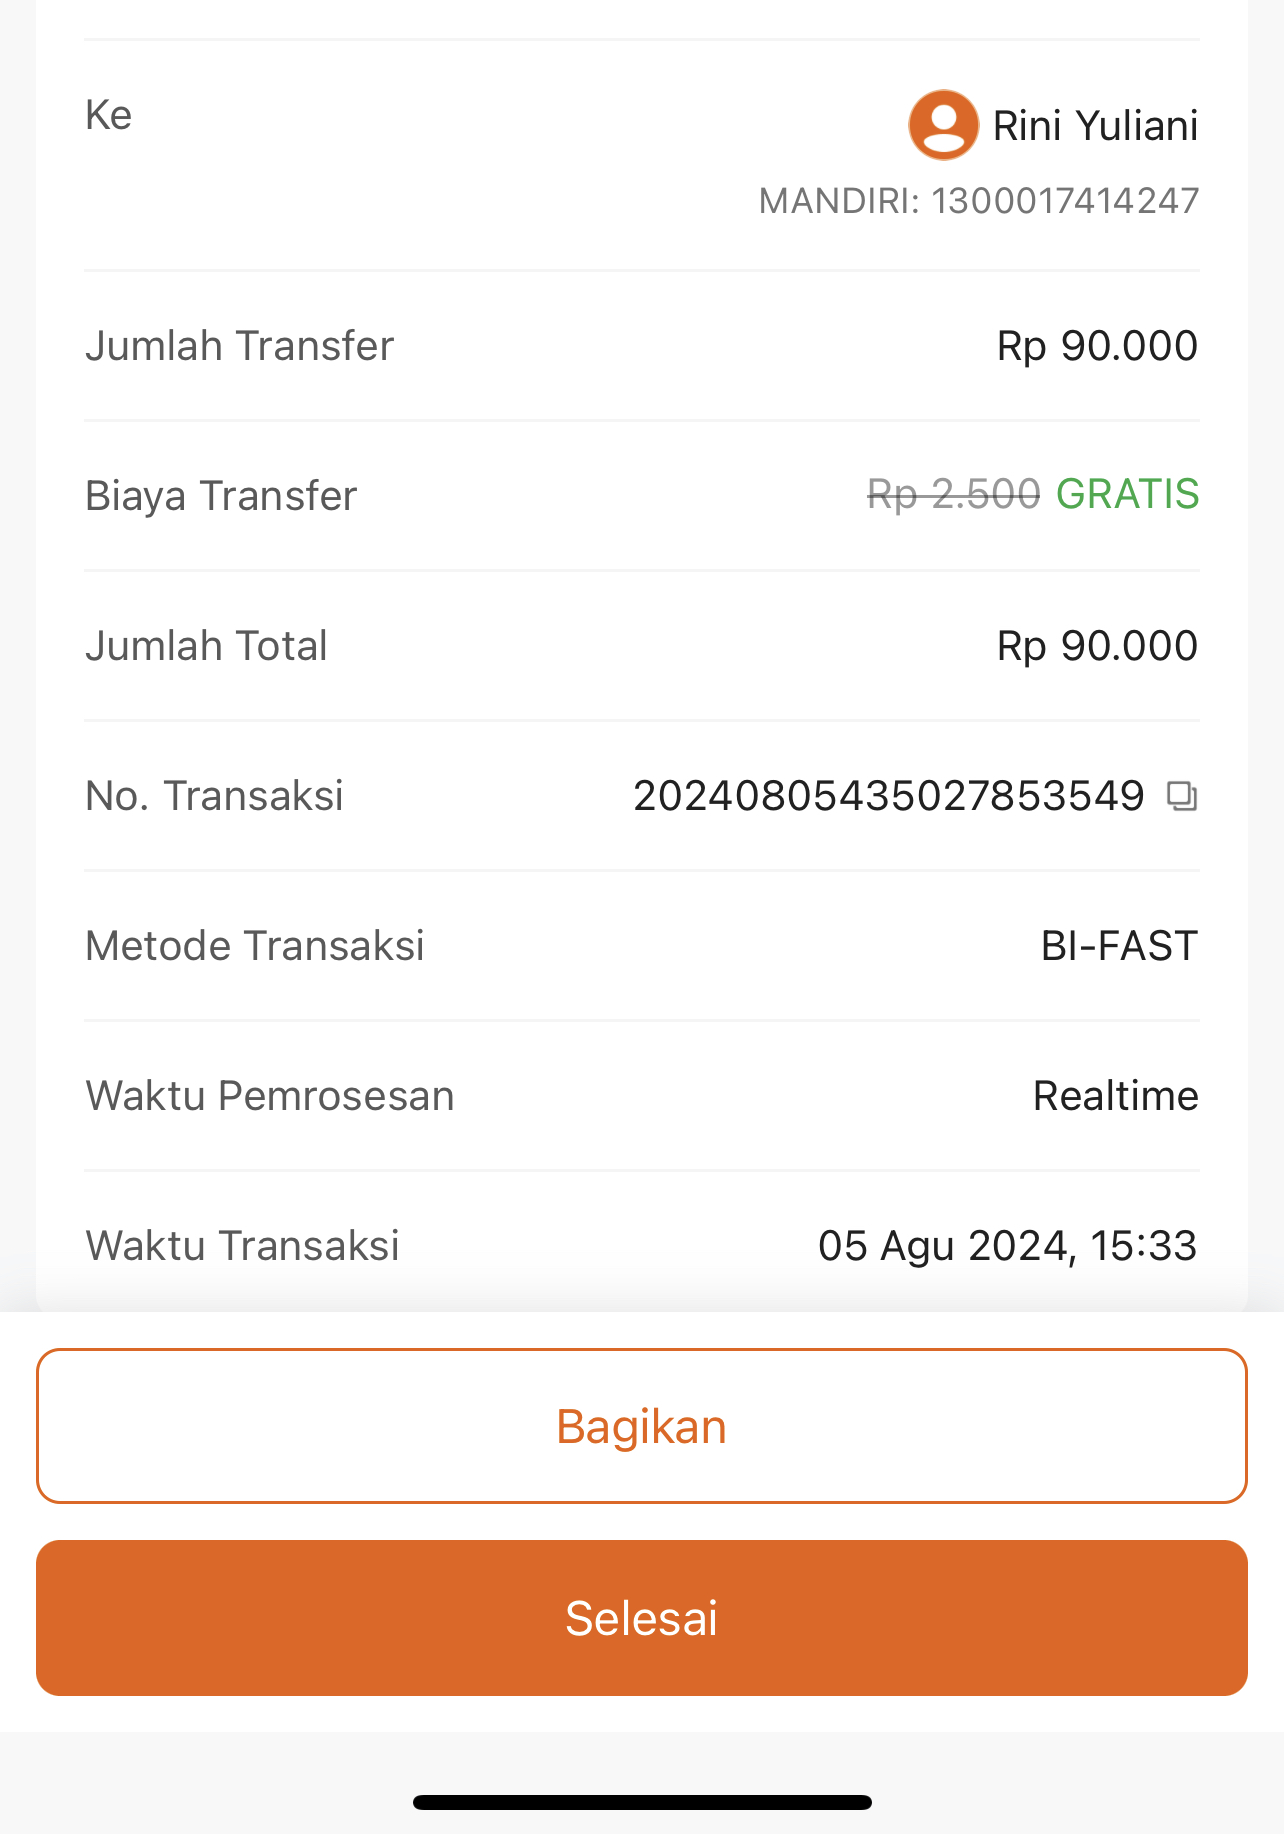 Ke
Rini Yuliani
MANDIRI: 1300017414247
Jumlah Transfer
Rp 90.000
Biaya Transfer
Rp 2.500 GRATIS
Jumlah Total
Rp 90.000
No. Transaksi
20240805435027853549
Metode Transaksi
BI-FAST
Waktu Pemrosesan
Realtime
Waktu Transaksi
05 Agu 2024, 15:33
Bagikan
Selesai